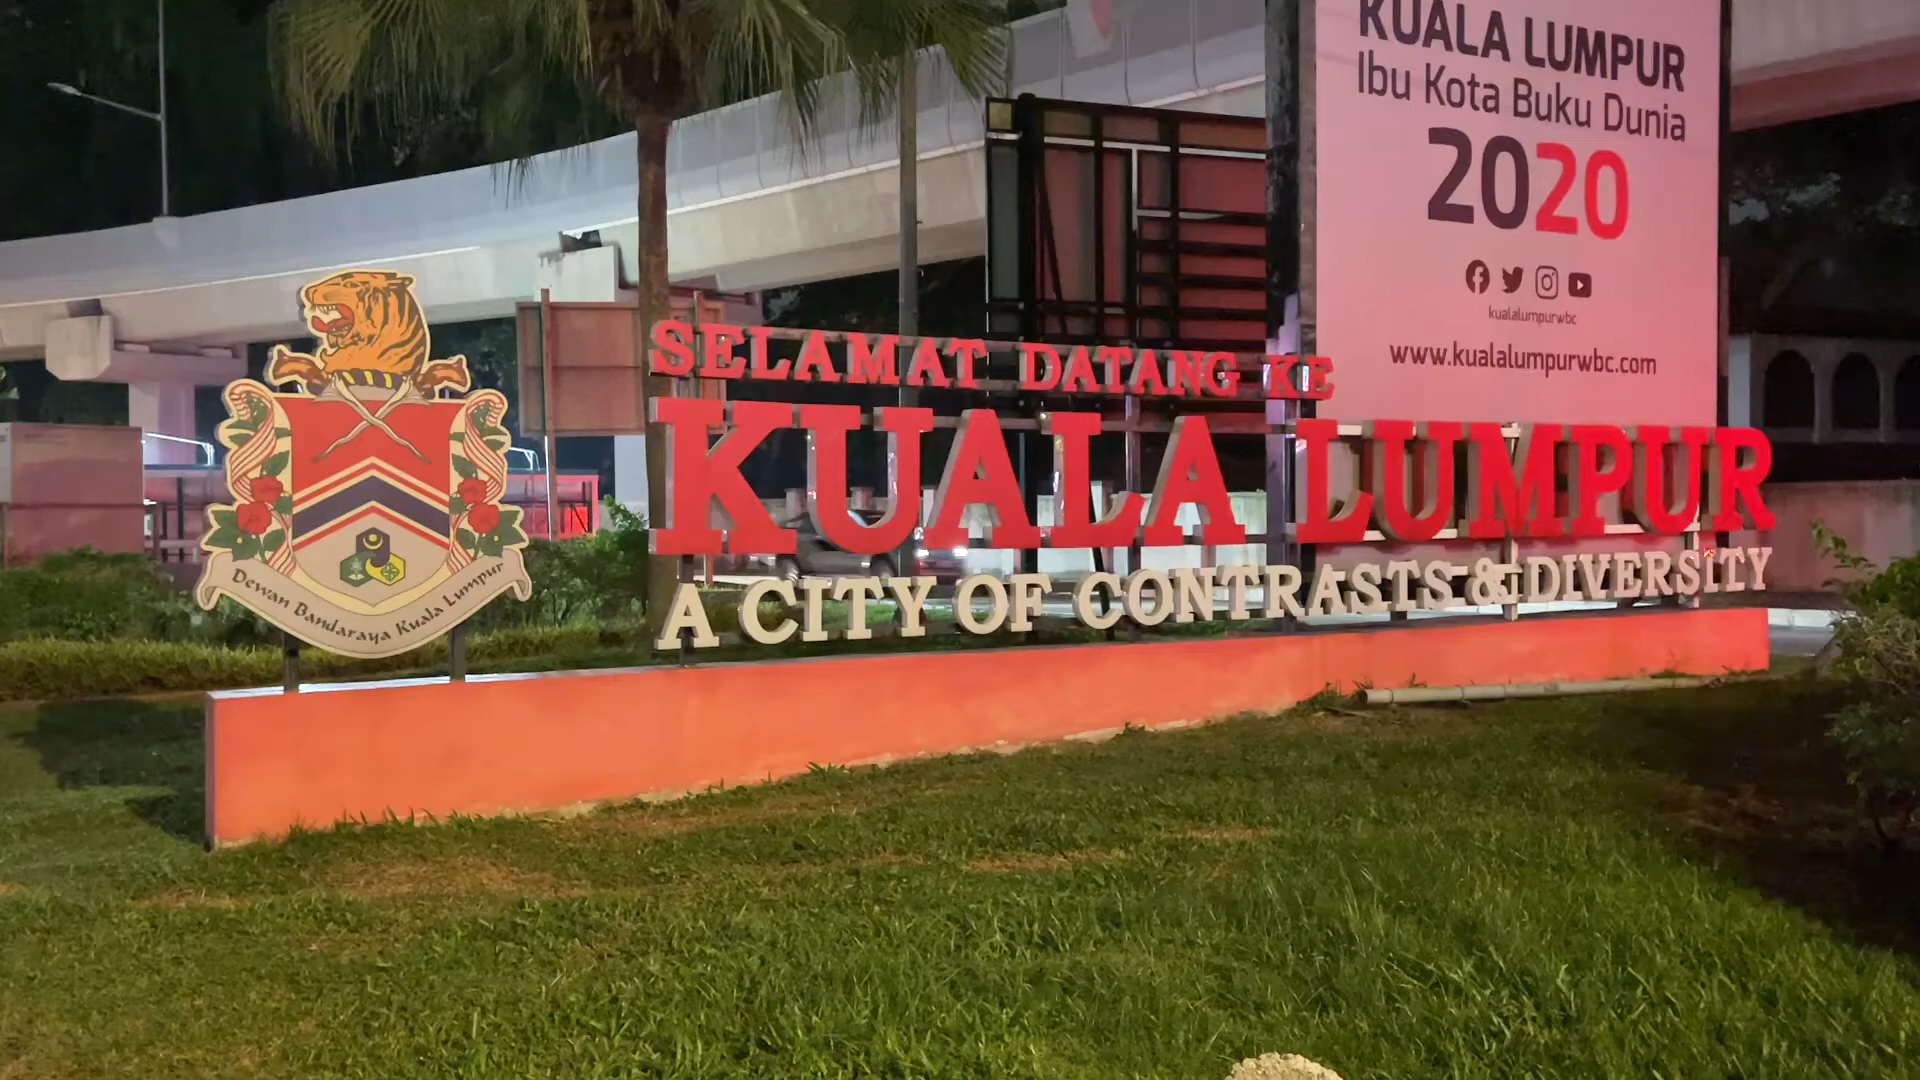 KUALA LUMPUR
Ibu Kota Buku Dunia
2020
kualalumpurwbc
www.kualalumpurwbc.com
SELAMAT DATANG KE
KUALA LUMPUR
A CITY OF CONTRASTS & DIVERSITY
Dewan Bandaraya Kuala Lumpur